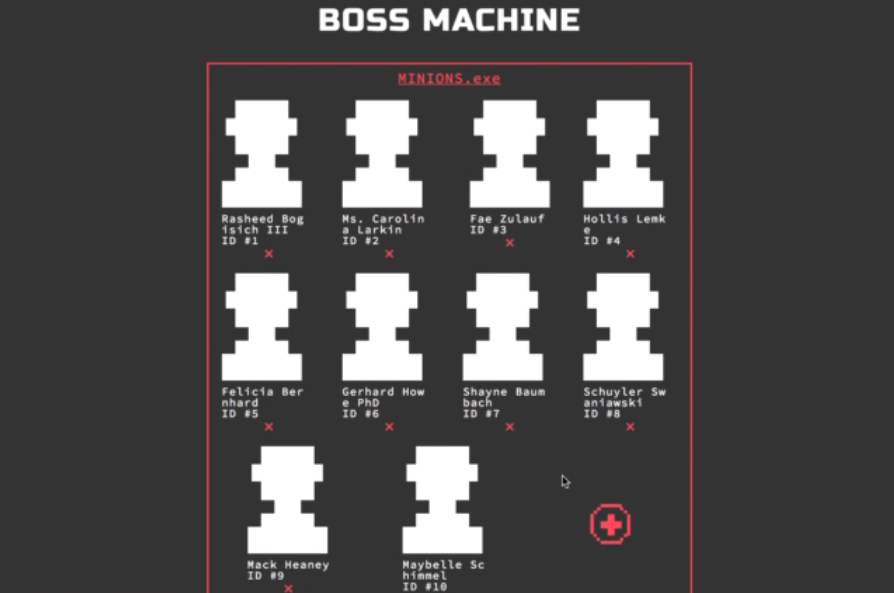 BOSS MACHINE
MINIONS.exe
Rasheed Bog
isich III
ID #1
Ms. Carolin
a Larkin
ID #2
Fae Zulauf
ID #3
Hollis Lemk
e
ID #4
Felicia Ber
nhard
ID #5
Gerhard How
e PhD
ID #6
Shayne Baum
bach
ID #7
Schuyler Sw
aniawski
ID #8
Mack Heaney
ID #9
Maybelle Sc
himmel
ID #10